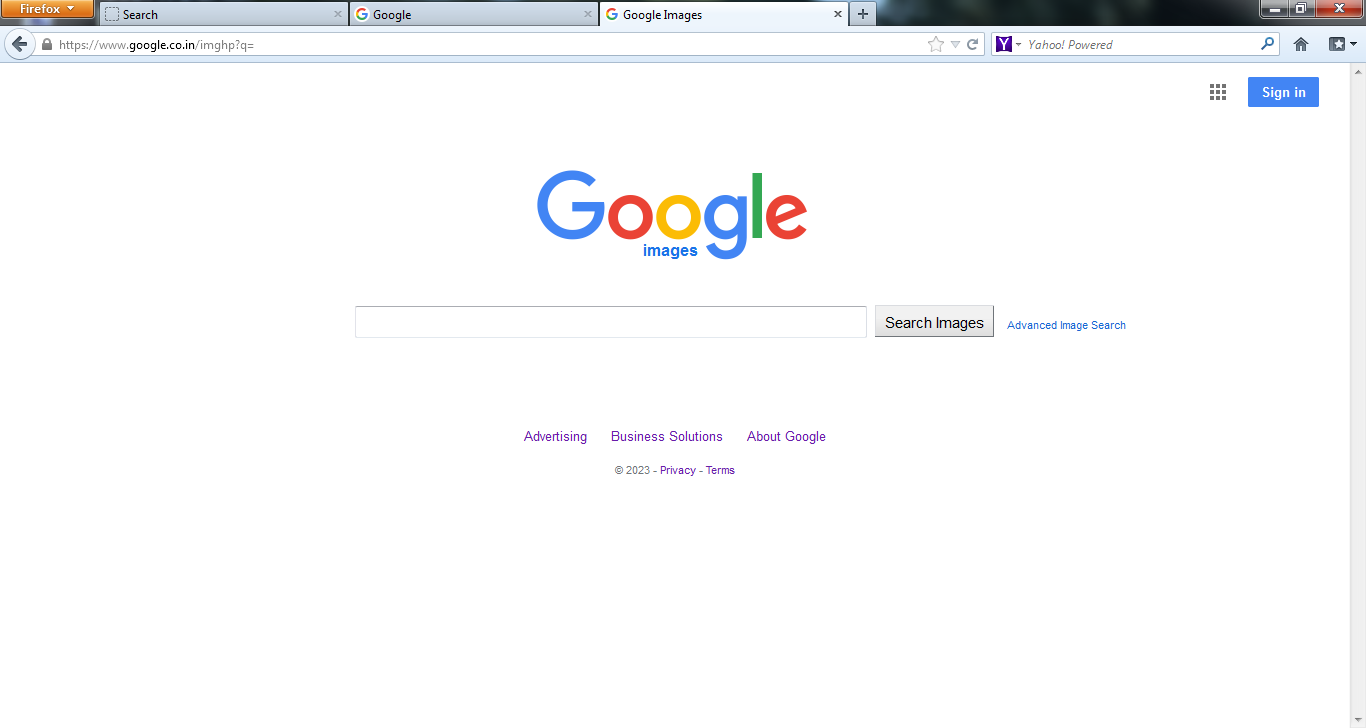 Firefox
Search
Google
Google Images
https://www.google.co.in/imghp?q=
Yahoo! Powered
Sign in
Google
images
Search Images
Advanced Image Search
Advertising
Business Solutions
About Google
© 2023 - Privacy - Terms